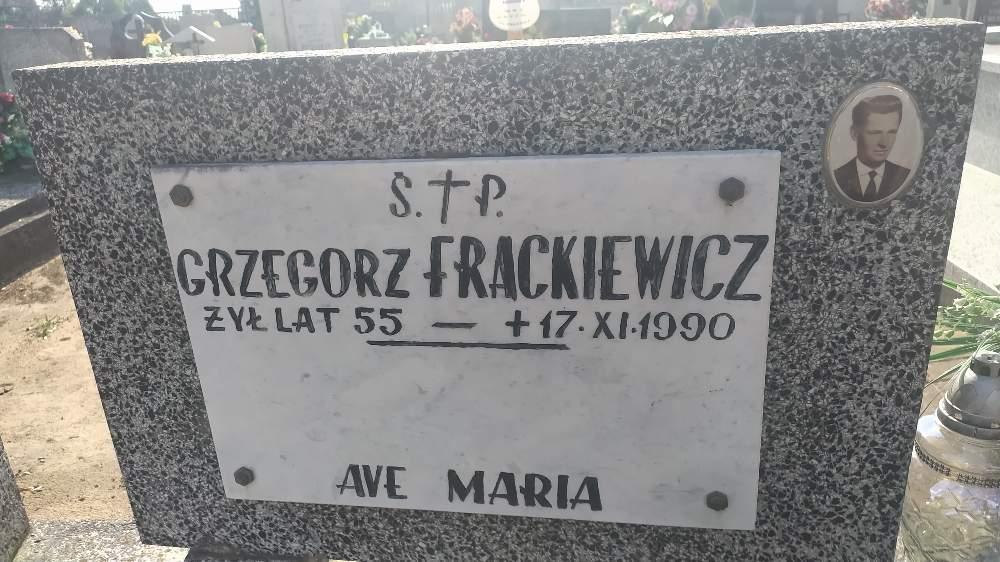 Ś. † P.
GRZEGORZ FRĄCKIEWICZ
ŻYŁ LAT 55 — + 17. XI. 1990
AVE MARIA